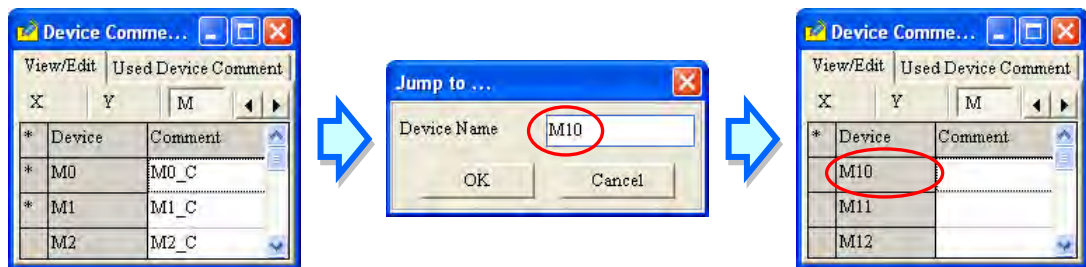 Device Comme...
View/Edit Used Device Comment
X Y M
* Device Comment
* M0 M0_C
* M1 M1_C
M2 M2_C
Jump to ...
Device Name M10
OK Cancel
Device Comme...
View/Edit Used Device Comment
X Y M
* Device Comment
M10
M11
M12